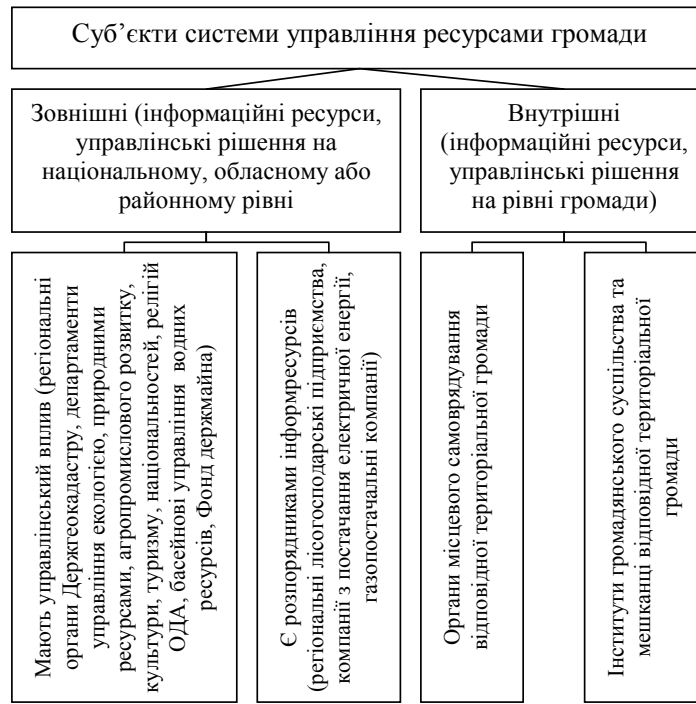 Суб’єкти системи управління ресурсами громади
Зовнішні (інформаційні ресурси,
управлінські рішення на
національному, обласному або
районному рівні
Внутрішні
(інформаційні ресурси,
управлінські рішення
на рівні громади)
Мають управлінський вплив (регіональні
органи Держгеокадастру, департаменти
управління екологією, природними
ресурсами, агропромислового розвитку,
культури, туризму, національностей, релігій
ОДА, басейнові управління водних
ресурсів, Фонд держмайна)
Є розпорядниками інформресурсів
(регіональні лісогосподарські підприємства,
компанії з постачання електричної енергії,
газопостачальні компанії)
Органи місцевого самоврядування
відповідної територіальної громади
Інститути громадянського суспільства та
мешканці відповідної територіальної
громади